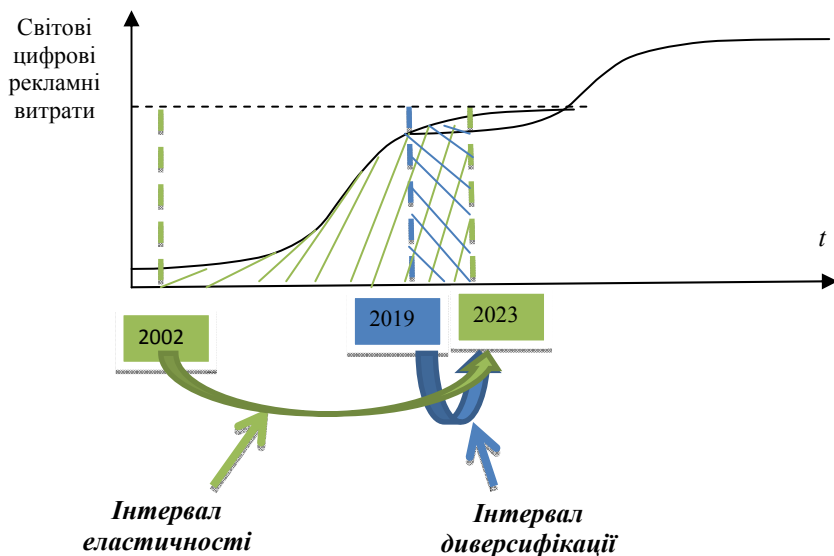 Світові
цифрові
рекламні
витрати
t
2002
2019
2023
Інтервал
еластичності
Інтервал
диверсифікації